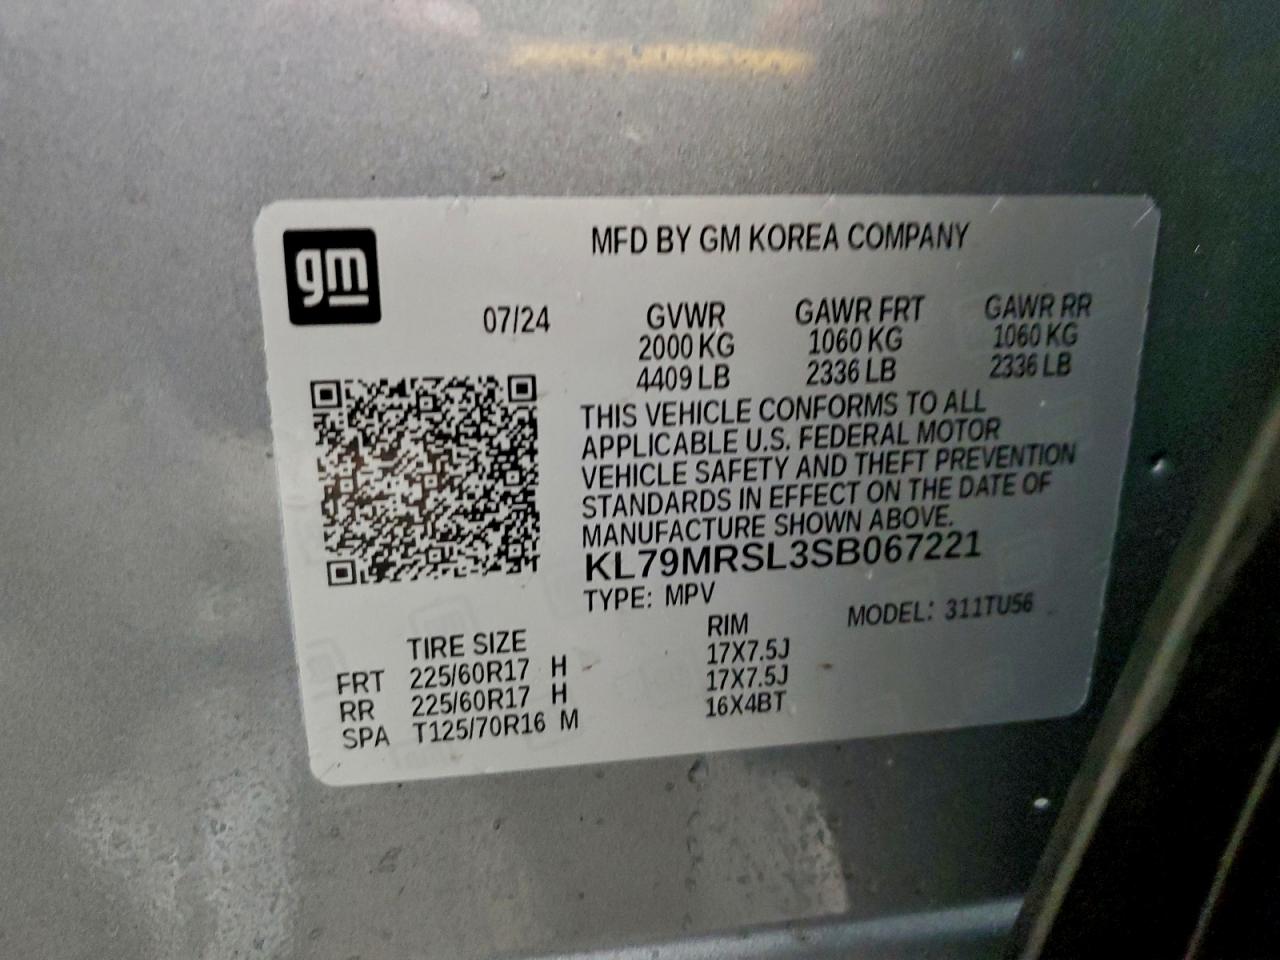 gm
MFD BY GM KOREA COMPANY
07/24
GVWR GAWR FRT GAWR RR
2000 KG 1060 KG 1060 KG
4409 LB 2336 LB 2336 LB
THIS VEHICLE CONFORMS TO ALL
APPLICABLE U.S. FEDERAL MOTOR
VEHICLE SAFETY AND THEFT PREVENTION
STANDARDS IN EFFECT ON THE DATE OF
MANUFACTURE SHOWN ABOVE.
KL79MRSL3SB067221
TYPE: MPV MODEL: 311TU56
TIRE SIZE RIM
FRT 225/60R17 H 17X7.5J
RR 225/60R17 H 17X7.5J
SPA T125/70R16 M 16X4BT